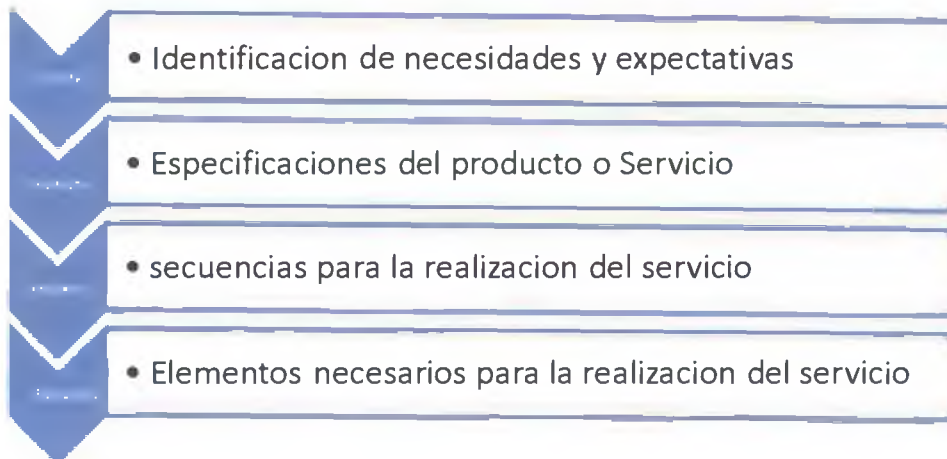 • Identificacion de necesidades y expectativas
• Especificaciones del producto o Servicio
• secuencias para la realizacion del servicio
• Elementos necesarios para la realizacion del servicio